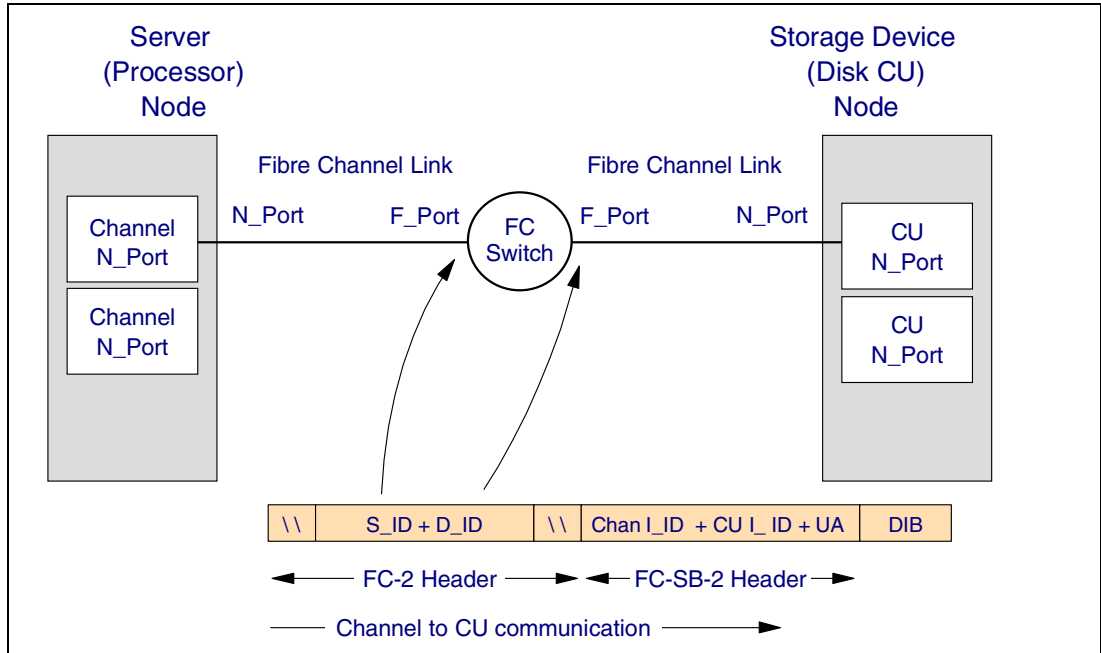 Server
(Processor)
Node
Storage Device
(Disk CU)
Node
Fibre Channel Link
Fibre Channel Link
N_Port
F_Port
F_Port
N_Port
Channel
N_Port
FC
Switch
CU
N_Port
Channel
N_Port
CU
N_Port
\ \
S_ID + D_ID
\ \
Chan I_ID + CU I_ ID + UA
DIB
FC-2 Header
FC-SB-2 Header
Channel to CU communication